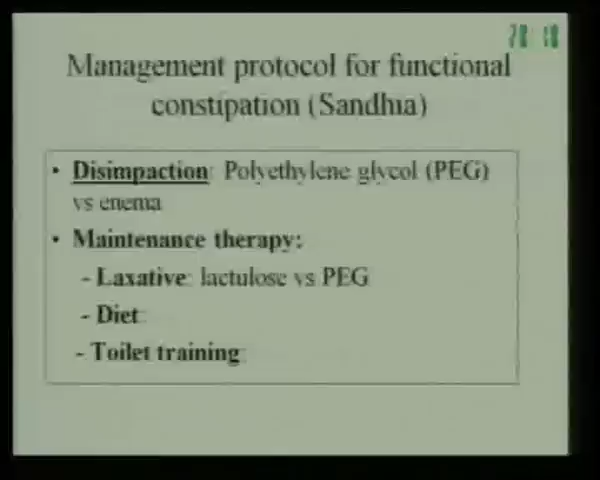 Management protocol for functional
constipation (Sandhia)
• Disimpaction: Polyethylene glycol (PEG)
vs enema
• Maintenance therapy:
- Laxative: lactulose vs PEG
- Diet:
- Toilet training: